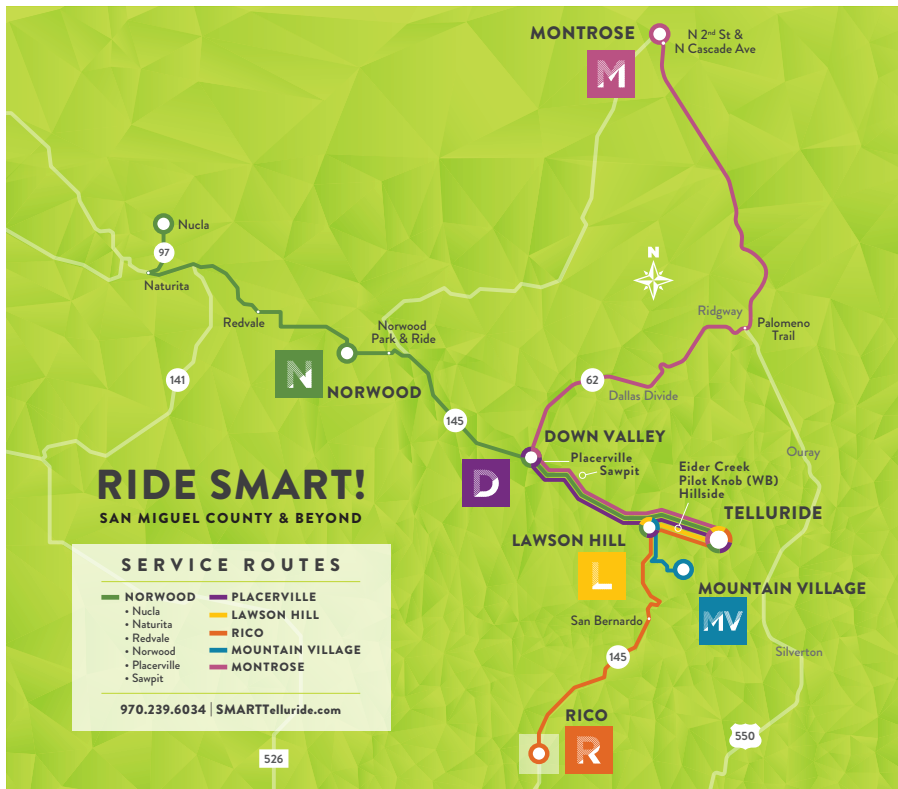 MONTROSE
M
N 2nd St &
N Cascade Ave
N
Nucla
97
Naturita
Redvale
Norwood
Park & Ride
Ridgway
Palomeno
Trail
N
NORWOOD
141
62
Dallas Divide
145
DOWN VALLEY
Placerville
Sawpit
D
Ouray
Eider Creek
Pilot Knob (WB)
Hillside
TELLURIDE
LAWSON HILL
L
MOUNTAIN VILLAGE
MV
San Bernardo
145
Silverton
RICO
R
550
526
RIDE SMART!
SAN MIGUEL COUNTY & BEYOND
SERVICE ROUTES
NORWOOD
• Nucla
• Naturita
• Redvale
• Norwood
• Placerville
• Sawpit
PLACERVILLE
LAWSON HILL
RICO
MOUNTAIN VILLAGE
MONTROSE
970.239.6034 | SMARTTelluride.com